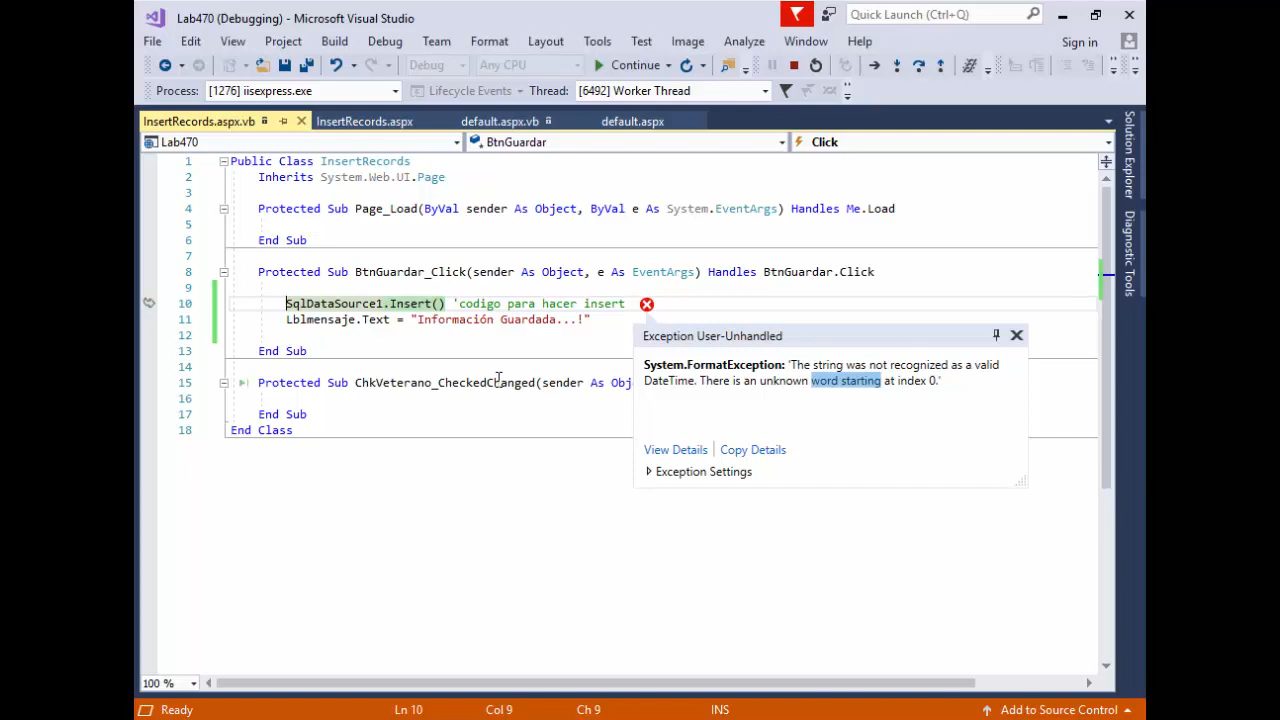 Lab470 (Debugging) - Microsoft Visual Studio
Quick Launch (Ctrl+Q)
File Edit View Project Build Debug Team Format Layout Tools Test Image Analyze Window Help Sign in
Debug Any CPU Continue
Process: [1276] iisexpress.exe Lifecycle Events Thread: [6492] Worker Thread
InsertRecords.aspx.vb InsertRecords.aspx default.aspx.vb default.aspx
Lab470 BtnGuardar Click
1 Public Class InsertRecords
2 Inherits System.Web.UI.Page
3
4 Protected Sub Page_Load(ByVal sender As Object, ByVal e As System.EventArgs) Handles Me.Load
5
6 End Sub
7
8 Protected Sub BtnGuardar_Click(sender As Object, e As EventArgs) Handles BtnGuardar.Click
9
10 SqlDataSource1.Insert() 'codigo para hacer insert
11 Lblmensaje.Text = "Información Guardada...!"
12
13 End Sub
14
15 Protected Sub ChkVeterano_CheckedChanged(sender As Obj
16
17 End Sub
18 End Class
Exception User-Unhandled
System.FormatException: 'The string was not recognized as a valid
DateTime. There is an unknown word starting at index 0.'
View Details Copy Details
Exception Settings
Solution Explorer
Diagnostic Tools
100 %
Ready Ln 10 Col 9 Ch 9 INS Add to Source Control